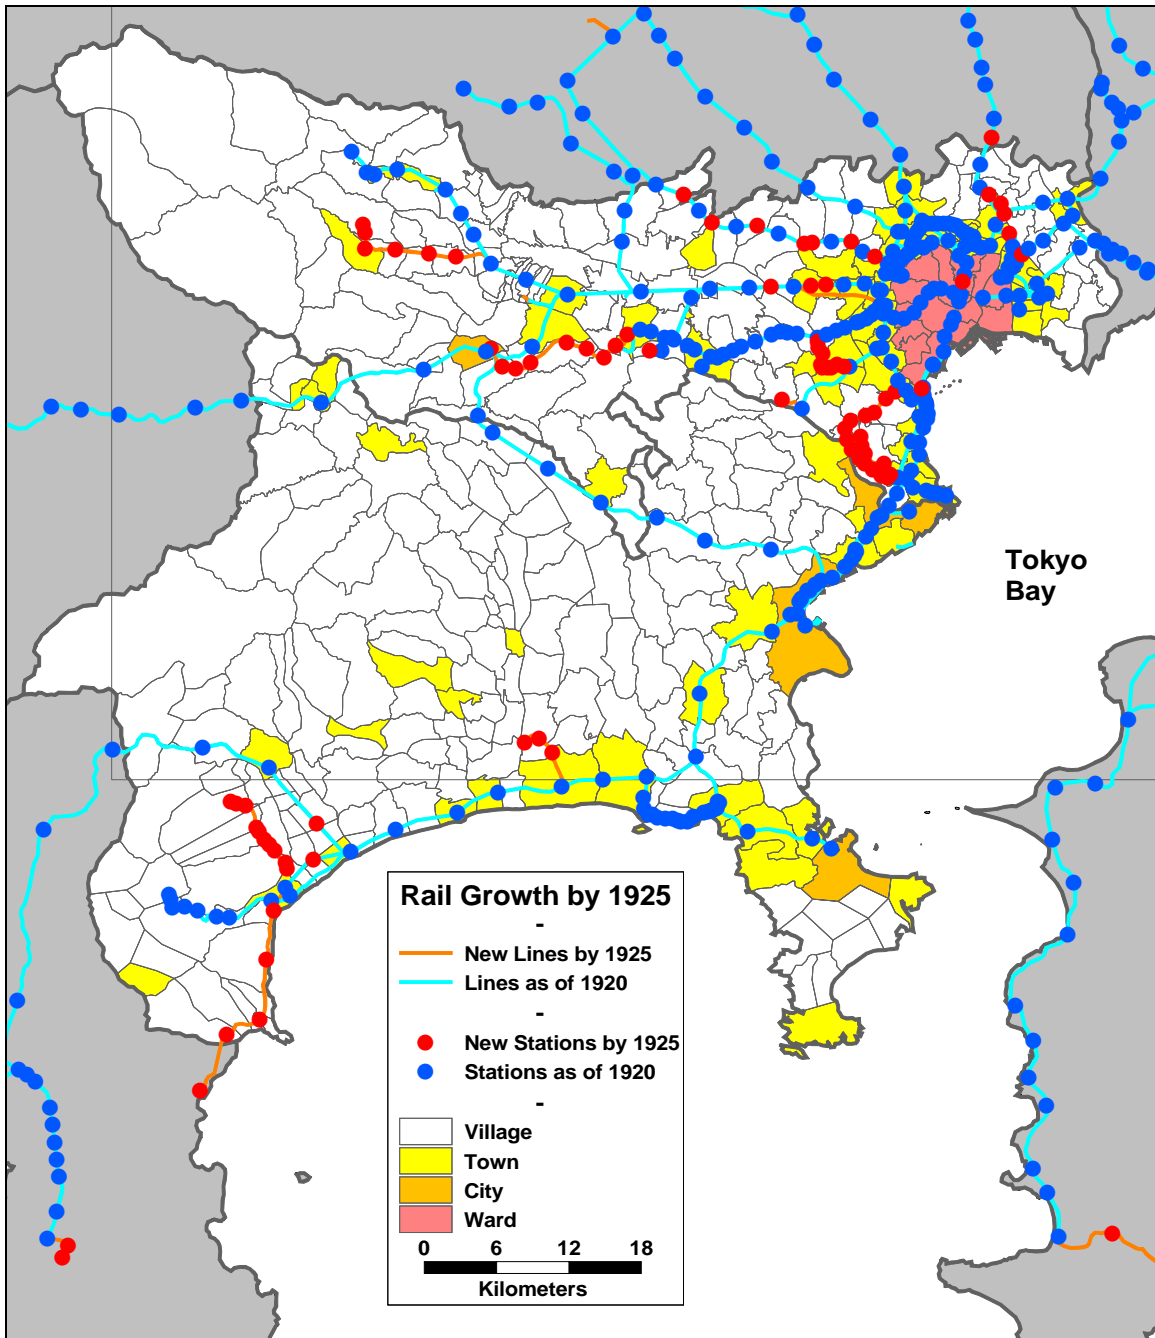 Tokyo
Bay
Rail Growth by 1925
-
New Lines by 1925
Lines as of 1920
-
New Stations by 1925
Stations as of 1920
-
Village
Town
City
Ward
0 6 12 18
Kilometers